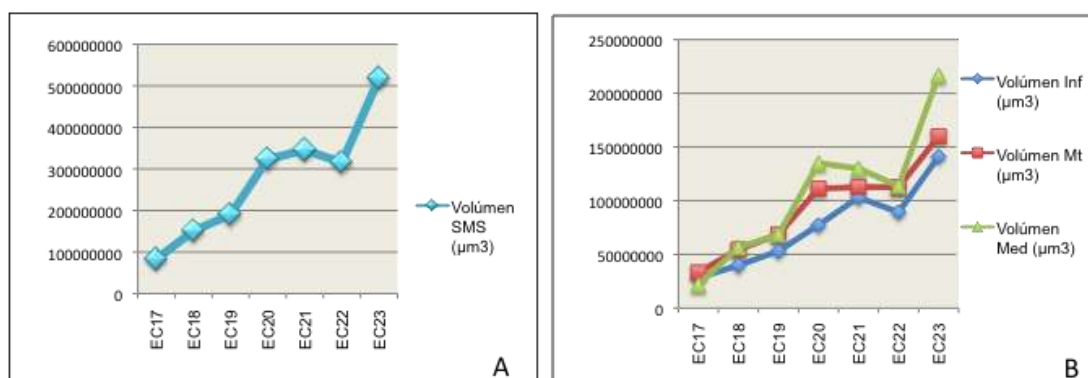 600000000
500000000
400000000
300000000
200000000
100000000
0
EC17
EC18
EC19
EC20
EC21
EC22
EC23
Volúmen
SMS
(µm3)
A
250000000
200000000
150000000
100000000
50000000
0
EC17
EC18
EC19
EC20
EC21
EC22
EC23
Volúmen Inf
(µm3)
Volúmen Mt
(µm3)
Volúmen
Med (µm3)
B